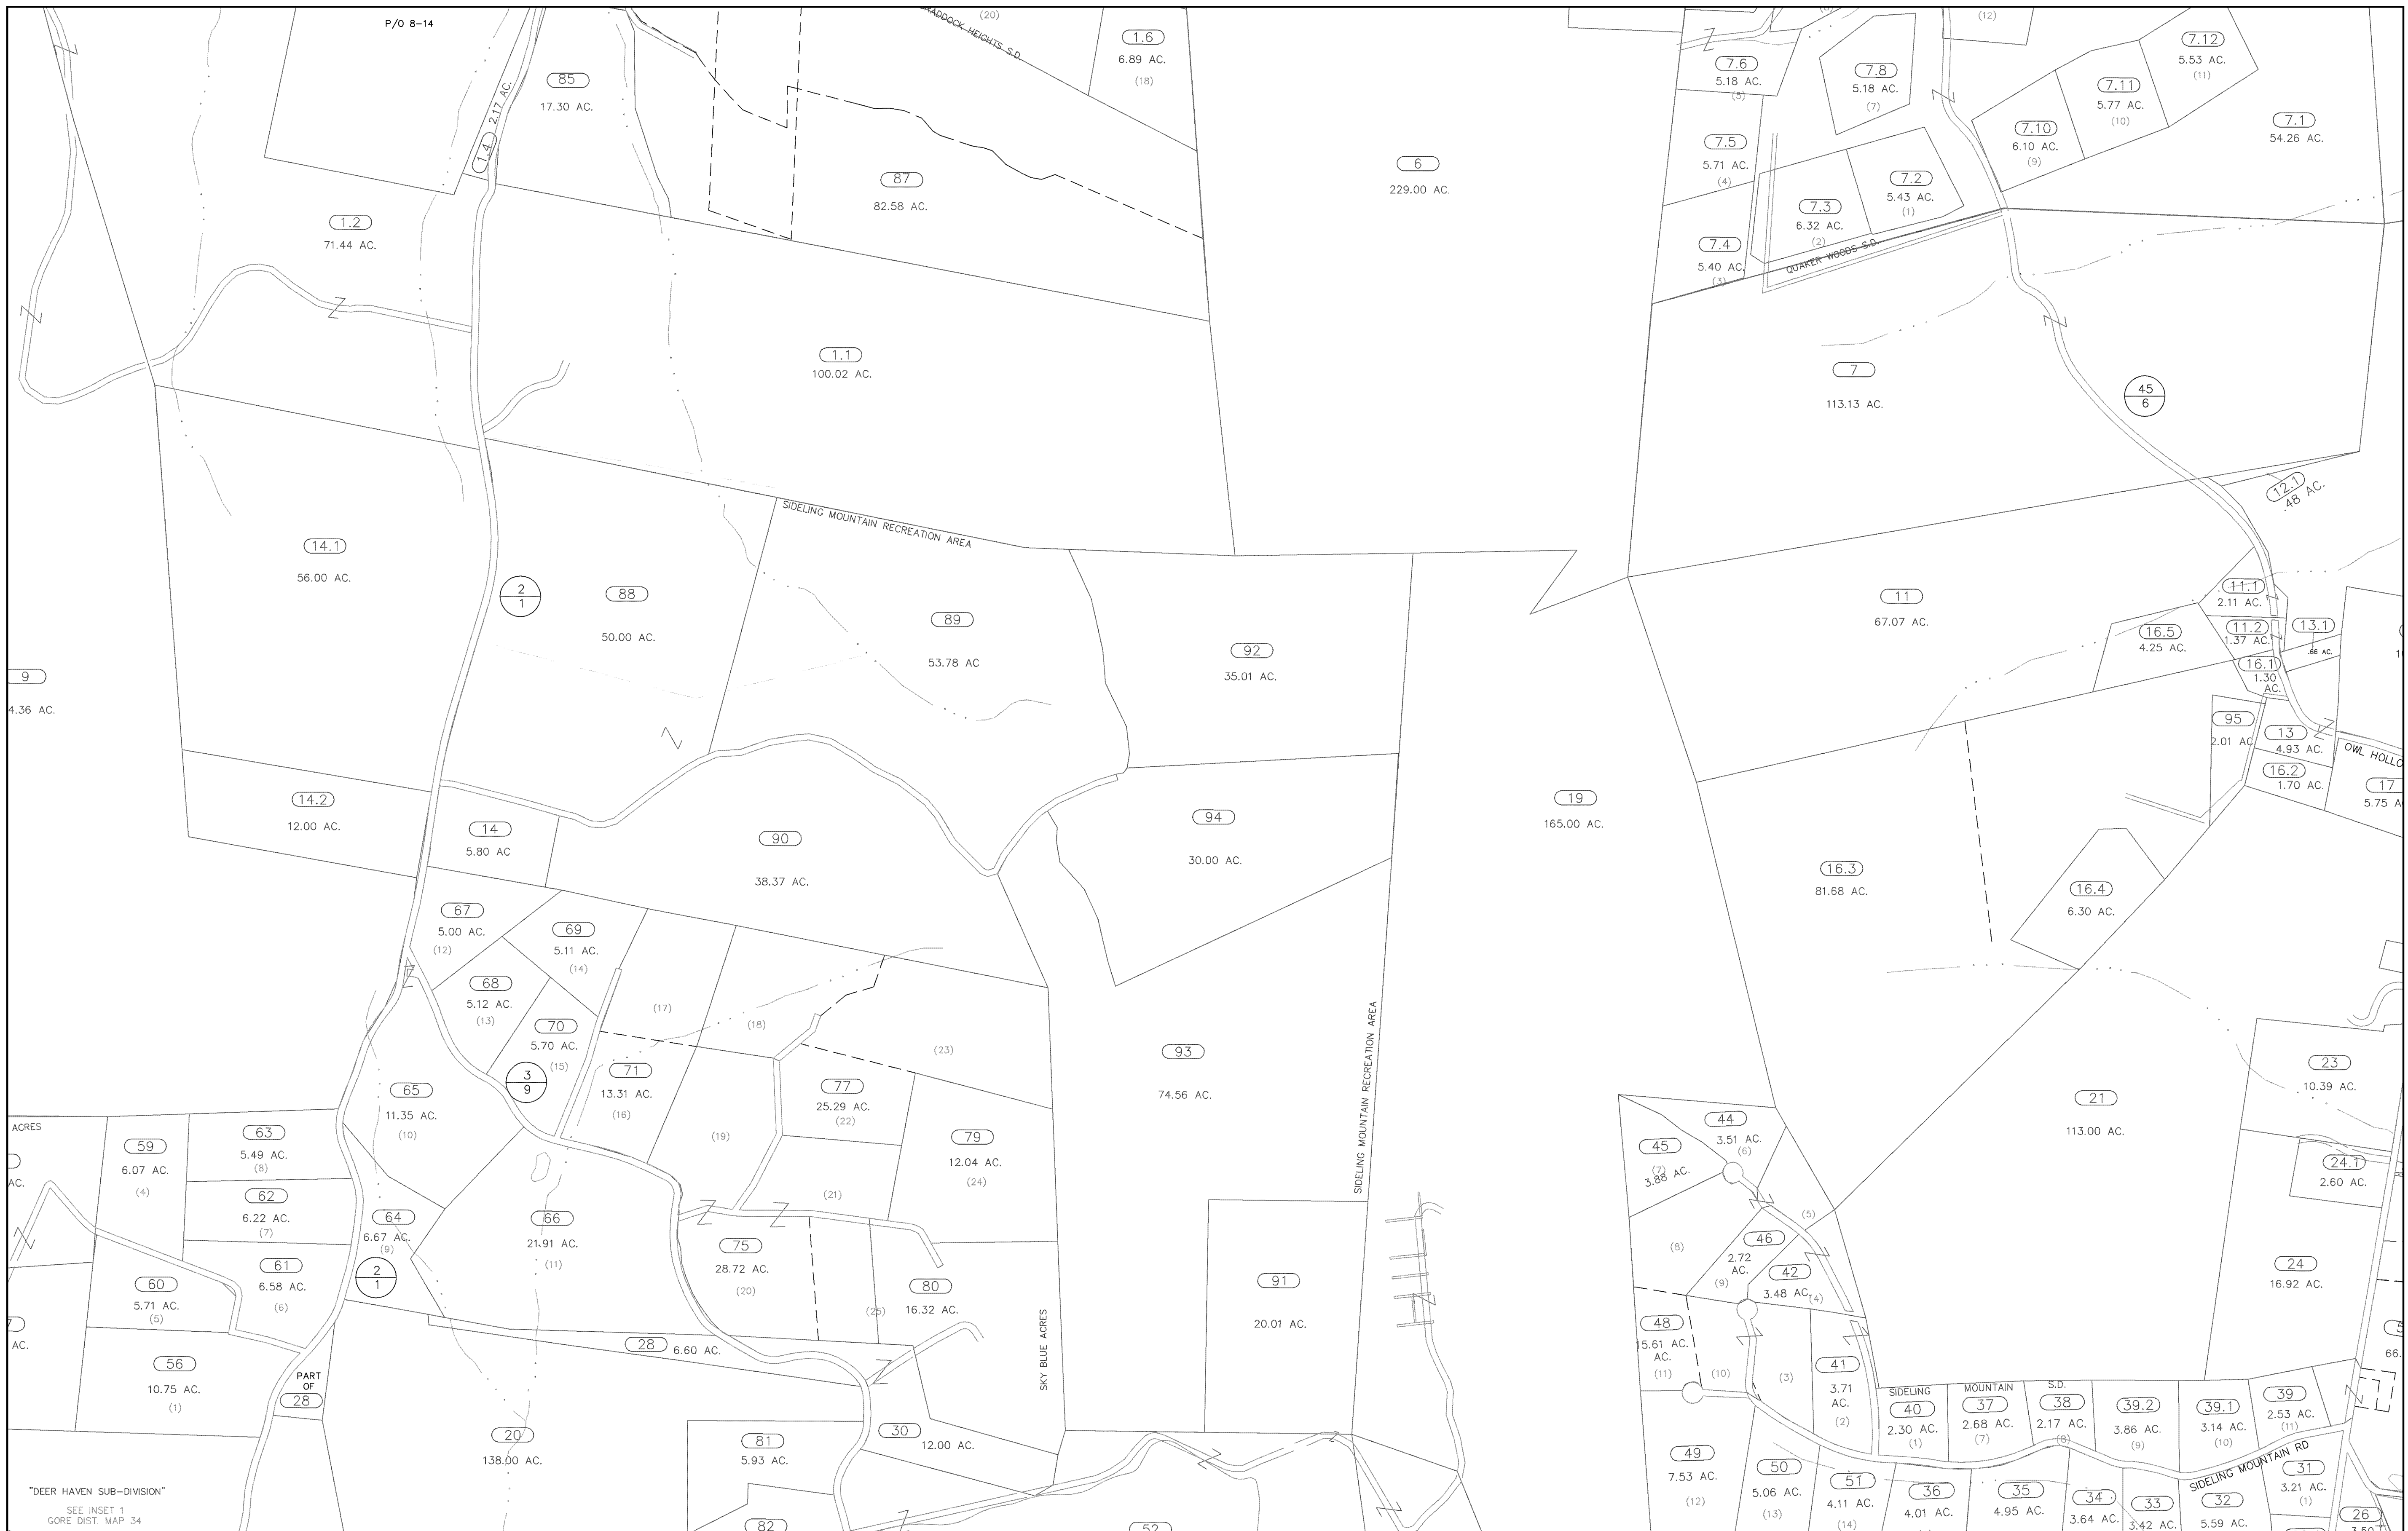 P/O 8-14
1.4 2.17 AC.
85
17.30 AC.
(20)
RADDOCK HEIGHTS S.D.
1.6
6.89 AC.
(18)
87
82.58 AC.
1.2
71.44 AC.
1.1
100.02 AC.
6
229.00 AC.
7.6
5.18 AC.
(5)
7.8
5.18 AC.
(7)
(12)
7.12
5.53 AC.
(11)
7.11
5.77 AC.
(10)
7.10
6.10 AC.
(9)
7.1
54.26 AC.
7.5
5.71 AC.
(4)
7.2
5.43 AC.
(1)
7.3
6.32 AC.
(2)
7.4
5.40 AC.
(3)
QUAKER WOODS S.D.
7
113.13 AC.
45
6
12.1
.48 AC.
14.1
56.00 AC.
2
1
88
50.00 AC.
SIDELING MOUNTAIN RECREATION AREA
89
53.78 AC
92
35.01 AC.
9
4.36 AC.
11
67.07 AC.
11.1
2.11 AC.
11.2
1.37 AC.
13.1
.66 AC.
16.5
4.25 AC.
16.1
1.30
AC.
95
2.01 AC
13
4.93 AC.
OWL HOLLO
16.2
1.70 AC.
17
5.75 A
14.2
12.00 AC.
14
5.80 AC
90
38.37 AC.
94
30.00 AC.
19
165.00 AC.
16.3
81.68 AC.
16.4
6.30 AC.
67
5.00 AC.
(12)
69
5.11 AC.
(14)
68
5.12 AC.
(13)
70
5.70 AC.
(15)
(17)
(18)
(23)
3
9
71
13.31 AC.
(16)
65
11.35 AC.
(10)
77
25.29 AC.
(22)
79
12.04 AC.
(24)
(19)
(21)
93
74.56 AC.
SIDELING MOUNTAIN RECREATION AREA
21
113.00 AC.
23
10.39 AC.
24.1
2.60 AC.
24
16.92 AC.
44
3.51 AC.
(6)
45
(7)
3.88 AC.
(5)
(8)
46
2.72
AC.
(9)
42
3.48 AC.
(4)
ACRES
AC.
59
6.07 AC.
(4)
63
5.49 AC.
(8)
62
6.22 AC.
(7)
61
6.58 AC.
(6)
64
6.67 AC.
(9)
2
1
66
21.91 AC.
(11)
75
28.72 AC.
(20)
80
16.32 AC.
(25)
91
20.01 AC.
60
5.71 AC.
(5)
7
AC.
56
10.75 AC.
(1)
PART
OF
28
28 6.60 AC.
SKY BLUE ACRES
20
138.00 AC.
81
5.93 AC.
30
12.00 AC.
82
52
48
15.61 AC.
AC.
(11)
(10)
(3)
41
3.71
AC.
(2)
SIDELING MOUNTAIN S.D.
40
2.30 AC.
(1)
37
2.68 AC.
(7)
38
2.17 AC.
(8)
39.2
3.86 AC.
(9)
39.1
3.14 AC.
(10)
39
2.53 AC.
(11)
66.
SIDELING MOUNTAIN RD
49
7.53 AC.
(12)
50
5.06 AC.
(13)
51
4.11 AC.
(14)
36
4.01 AC.
35
4.95 AC.
34
3.64 AC.
33
3.42 AC.
32
5.59 AC.
31
3.21 AC.
(1)
26
"DEER HAVEN SUB-DIVISION"
SEE INSET 1
GORE DIST. MAP 34